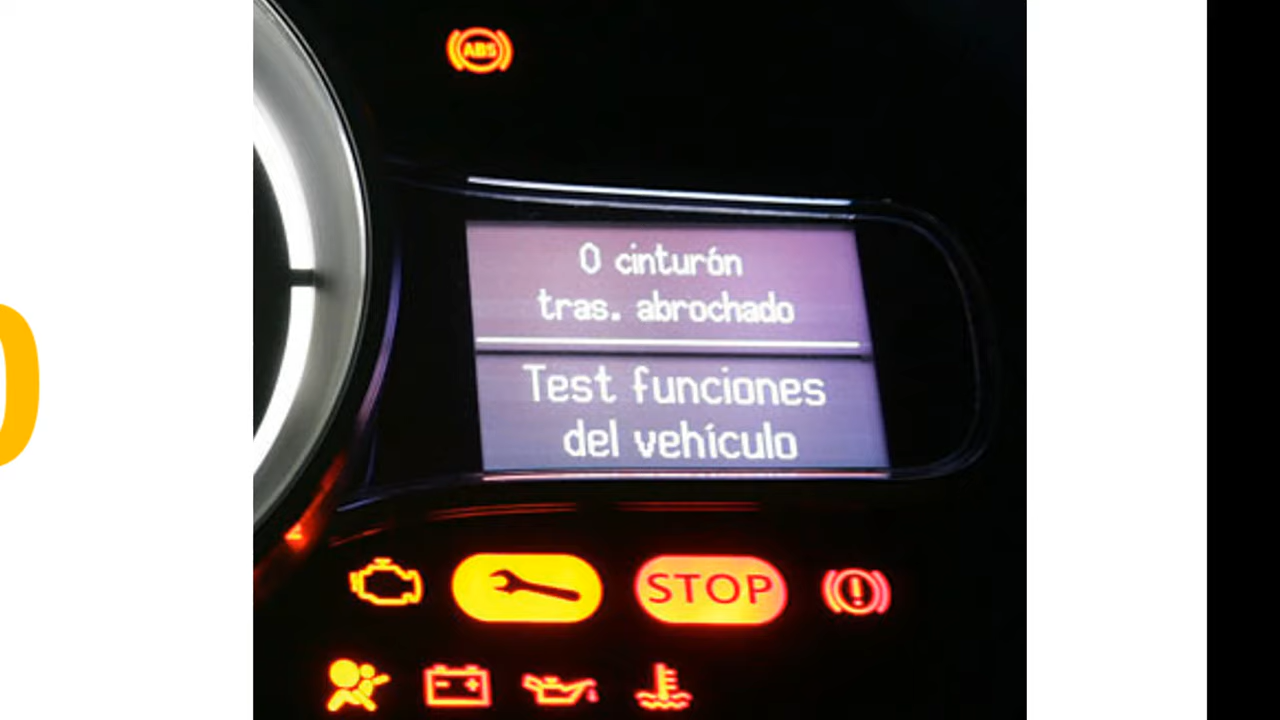 ABS
0 cinturón
tras. abrochado
Test funciones
del vehículo
STOP